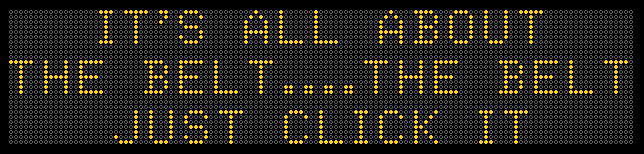 IT'S ALL ABOUT
THE BELT....THE BELT
JUST CLICK IT